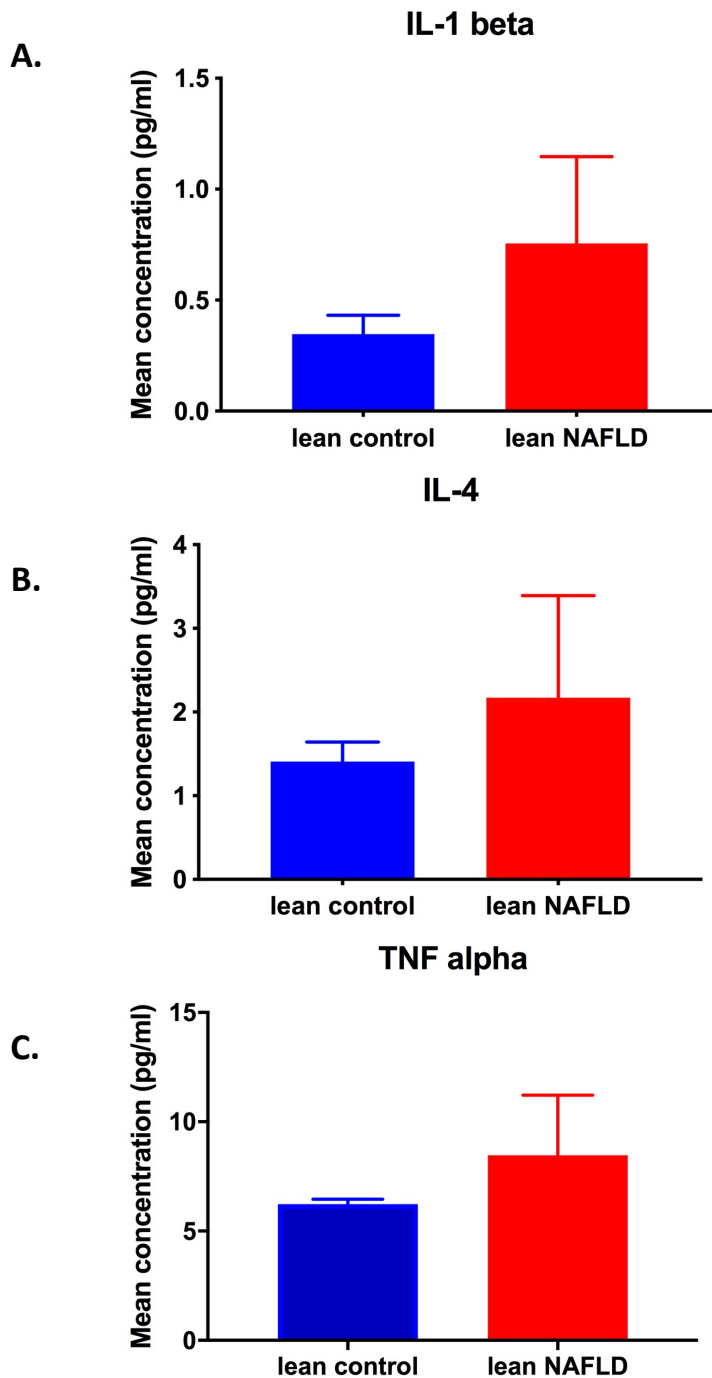 IL-1 beta
A.
Mean concentration (pg/ml)
1.5
1.0
0.5
0.0
lean control lean NAFLD
IL-4
B.
Mean concentration (pg/ml)
4
3
2
1
0
lean control lean NAFLD
TNF alpha
C.
Mean concentration (pg/ml)
15
10
5
0
lean control lean NAFLD